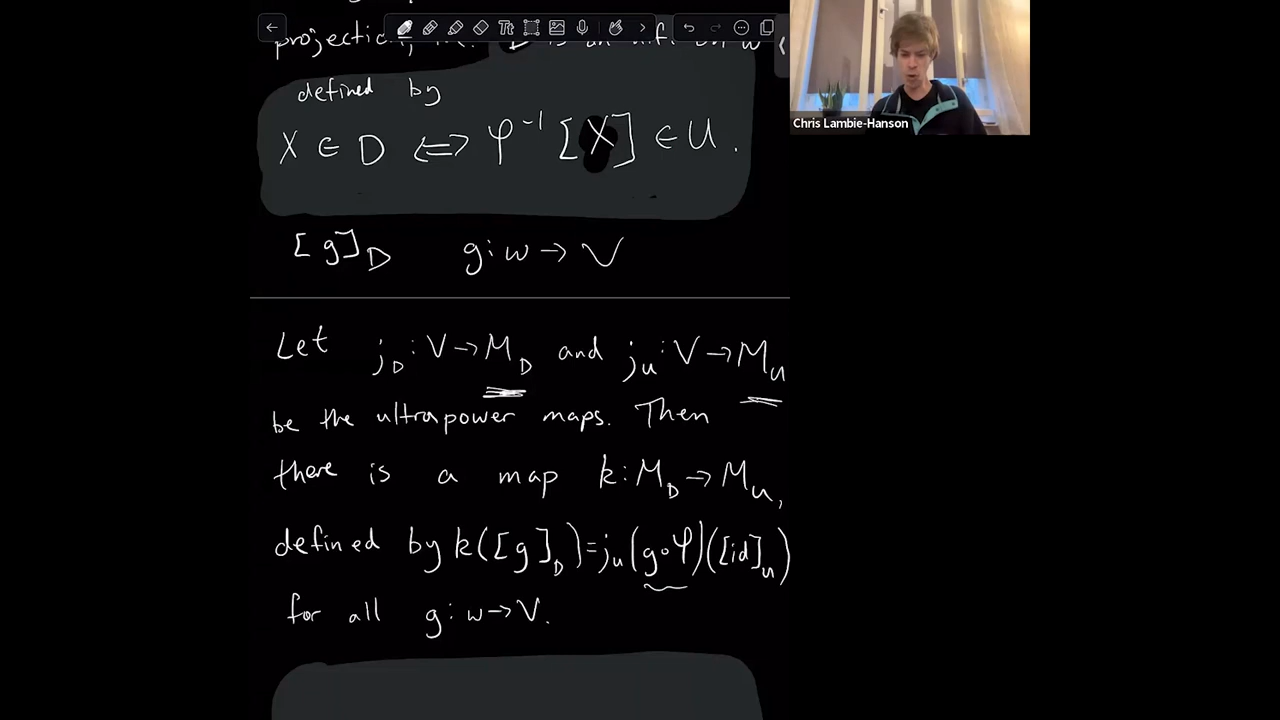 projection,
defined by
X ∈ D ⟺ φ⁻¹ [X] ∈ U.
[g]_D g: ω → V
Let j_D: V → M_D and j_U: V → M_U
be the ultrapower maps. Then
there is a map k: M_D → M_U,
defined by k([g]_D) = j_U(g∘φ)([id]_U)
for all g: ω → V.
Chris Lambie-Hanson